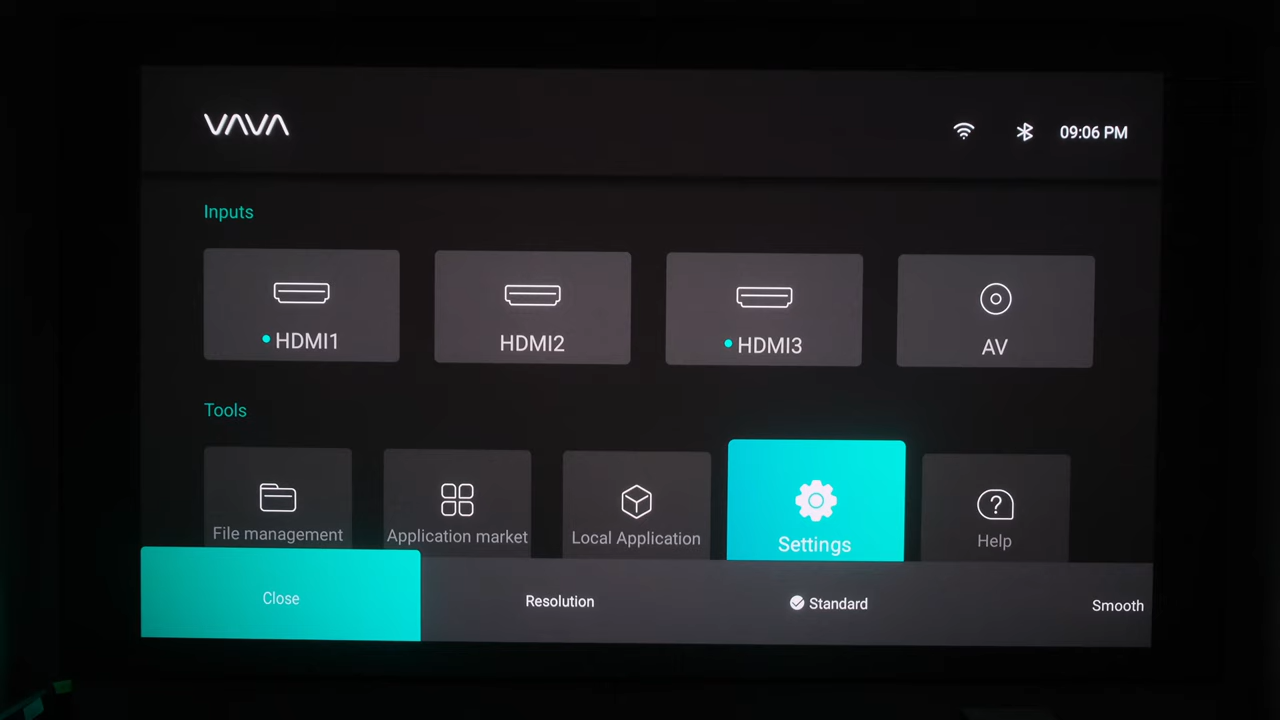 VAVA
09:06 PM
Inputs
HDMI1
HDMI2
HDMI3
AV
Tools
File management
Application market
Local Application
Settings
Help
Close
Resolution
Standard
Smooth